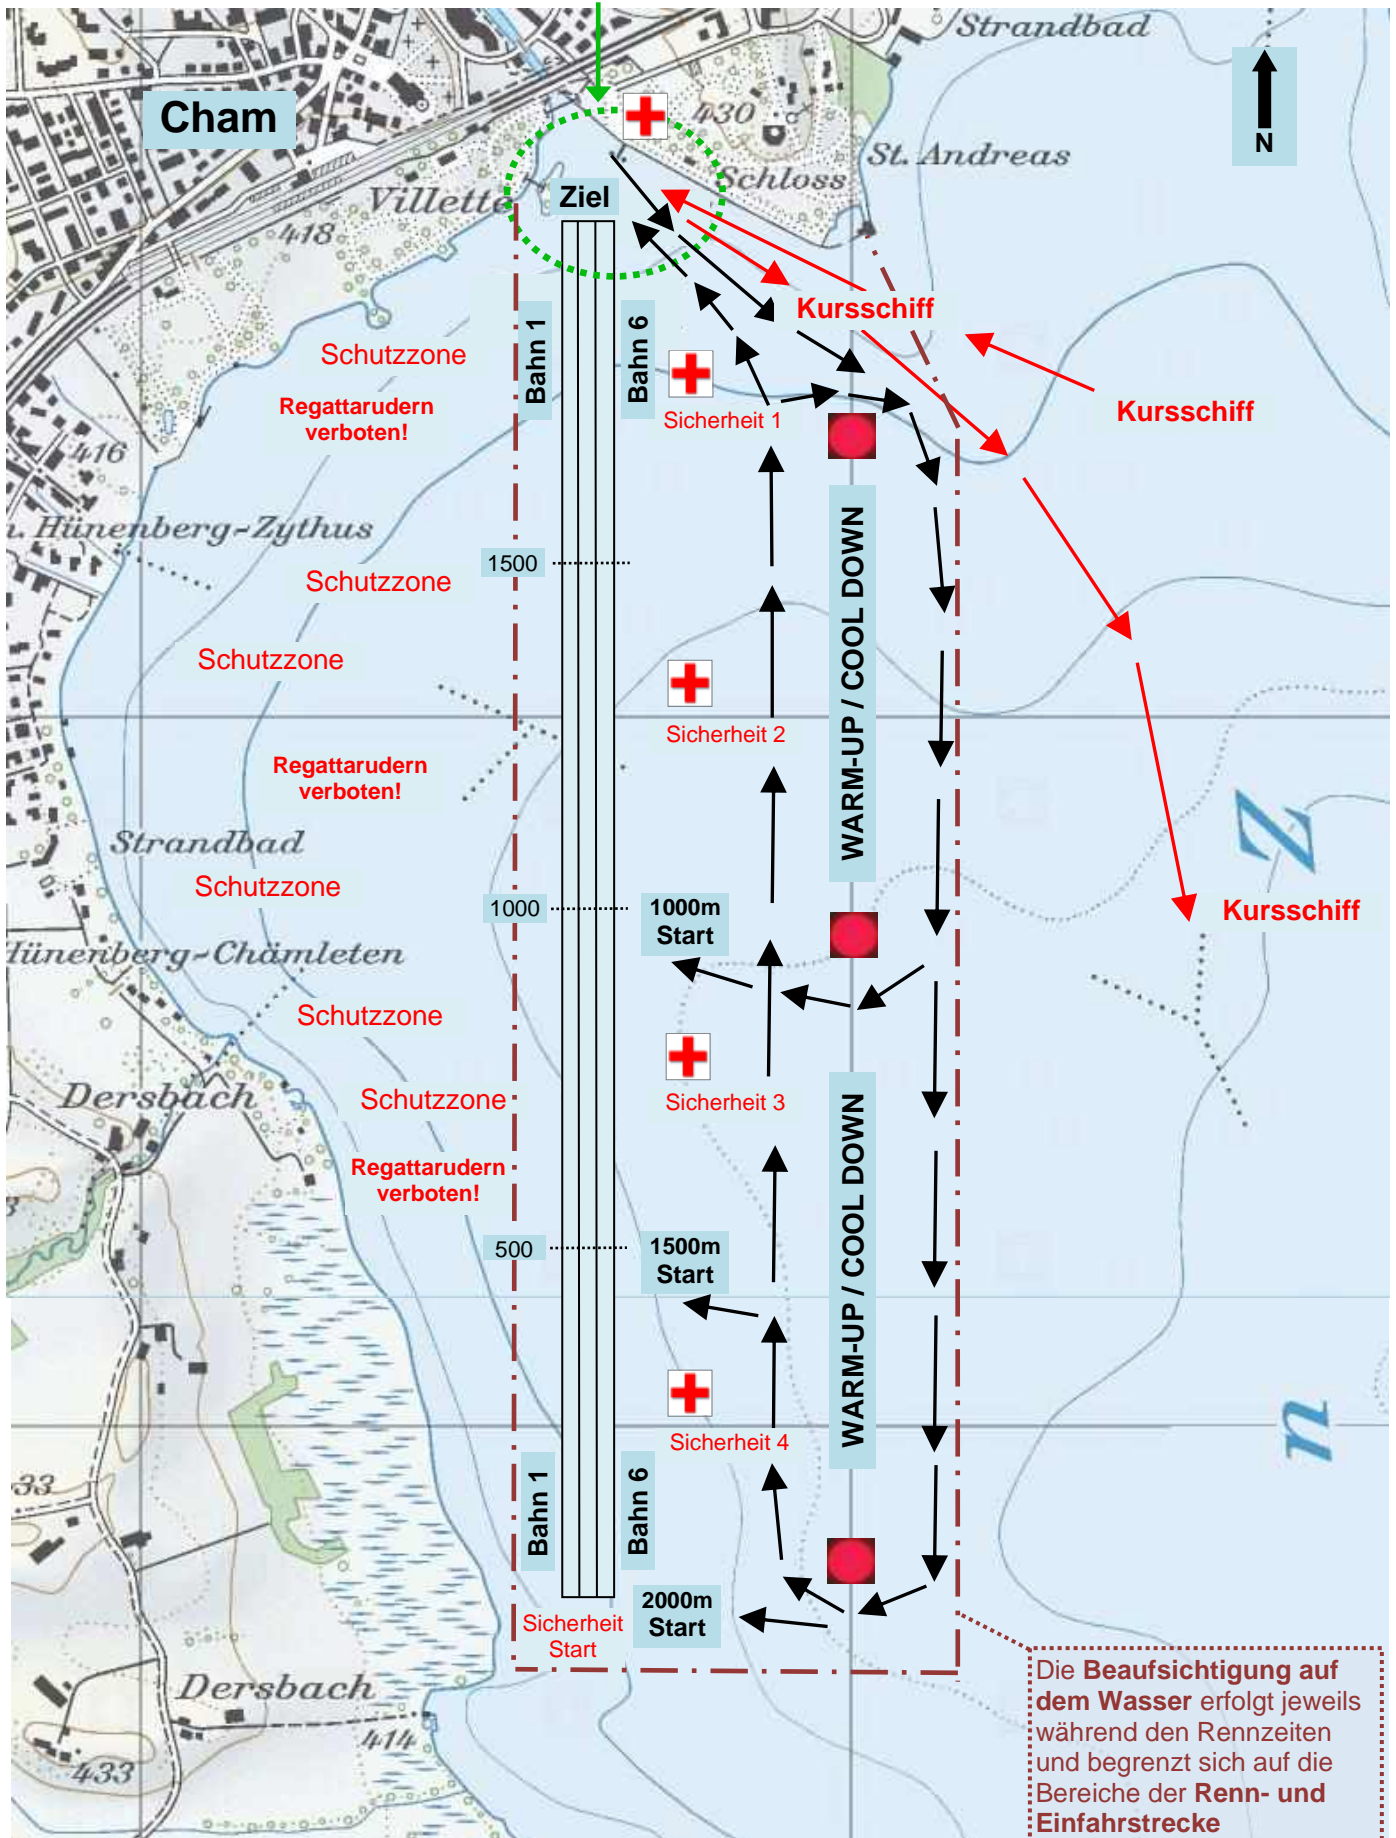 Strandbad
Cham
N
430
St. Andreas
Schloss
Villette
Ziel
418
Kursschiff
Bahn 1
Bahn 6
Schutzzone
Kursschiff
Regattarudern
verboten!
Sicherheit 1
416
Hünenberg-Zythus
1500
Schutzzone
WARM-UP / COOL DOWN
Schutzzone
Sicherheit 2
Regattarudern
verboten!
Z
Strandbad
Schutzzone
1000
1000m
Start
Kursschiff
Hünenberg-Chämleten
Schutzzone
Dersbach
Schutzzone
Sicherheit 3
WARM-UP / COOL DOWN
Regattarudern
verboten!
500
1500m
Start
Sicherheit 4
n
33
Bahn 1
Bahn 6
2000m
Start
Sicherheit
Start
Dersbach
414
433
Die Beaufsichtigung auf
dem Wasser erfolgt jeweils
während den Rennzeiten
und begrenzt sich auf die
Bereiche der Renn- und
Einfahrstrecke